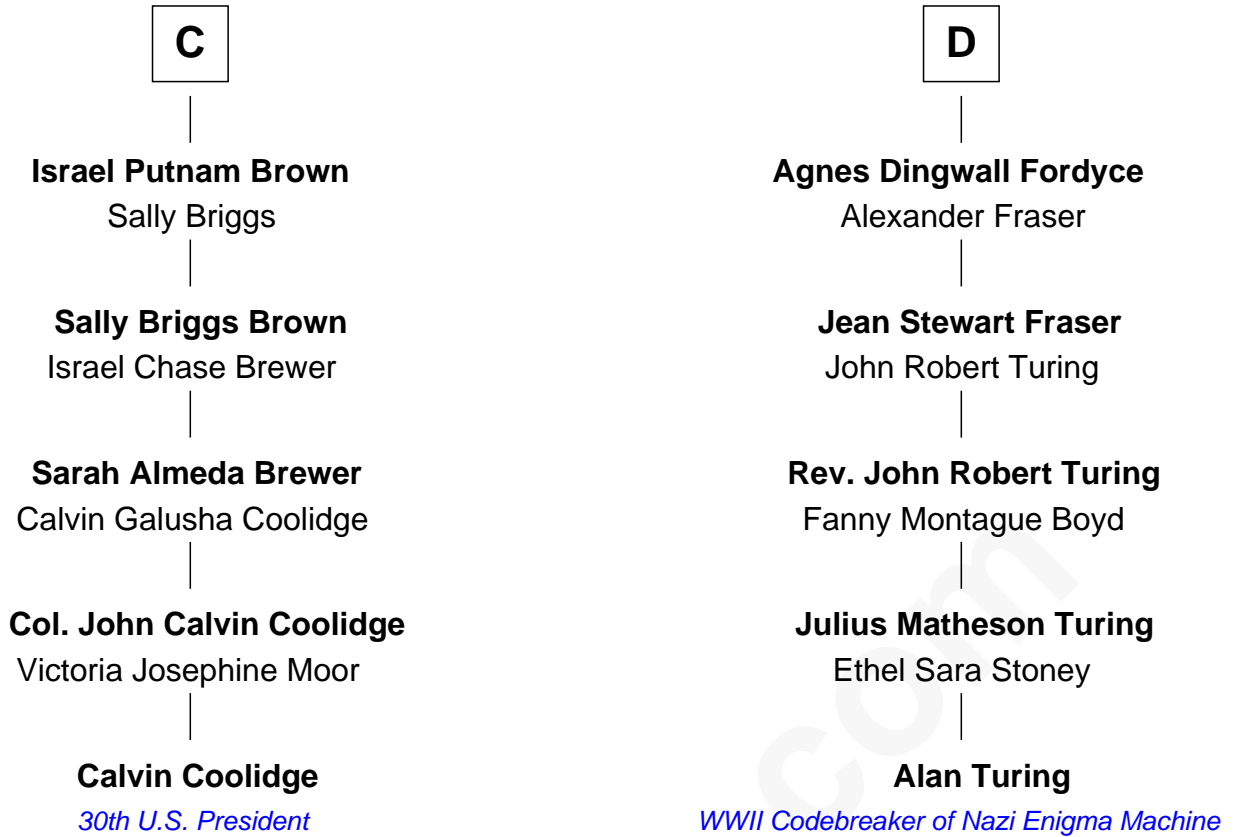 C
Israel Putnam Brown
Sally Briggs
Sally Briggs Brown
Israel Chase Brewer
Sarah Almeda Brewer
Calvin Galusha Coolidge
Col. John Calvin Coolidge
Victoria Josephine Moor
Calvin Coolidge
30th U.S. President
D
Agnes Dingwall Fordyce
Alexander Fraser
Jean Stewart Fraser
John Robert Turing
Rev. John Robert Turing
Fanny Montague Boyd
Julius Matheson Turing
Ethel Sara Stoney
Alan Turing
WWII Codebreaker of Nazi Enigma Machine
com